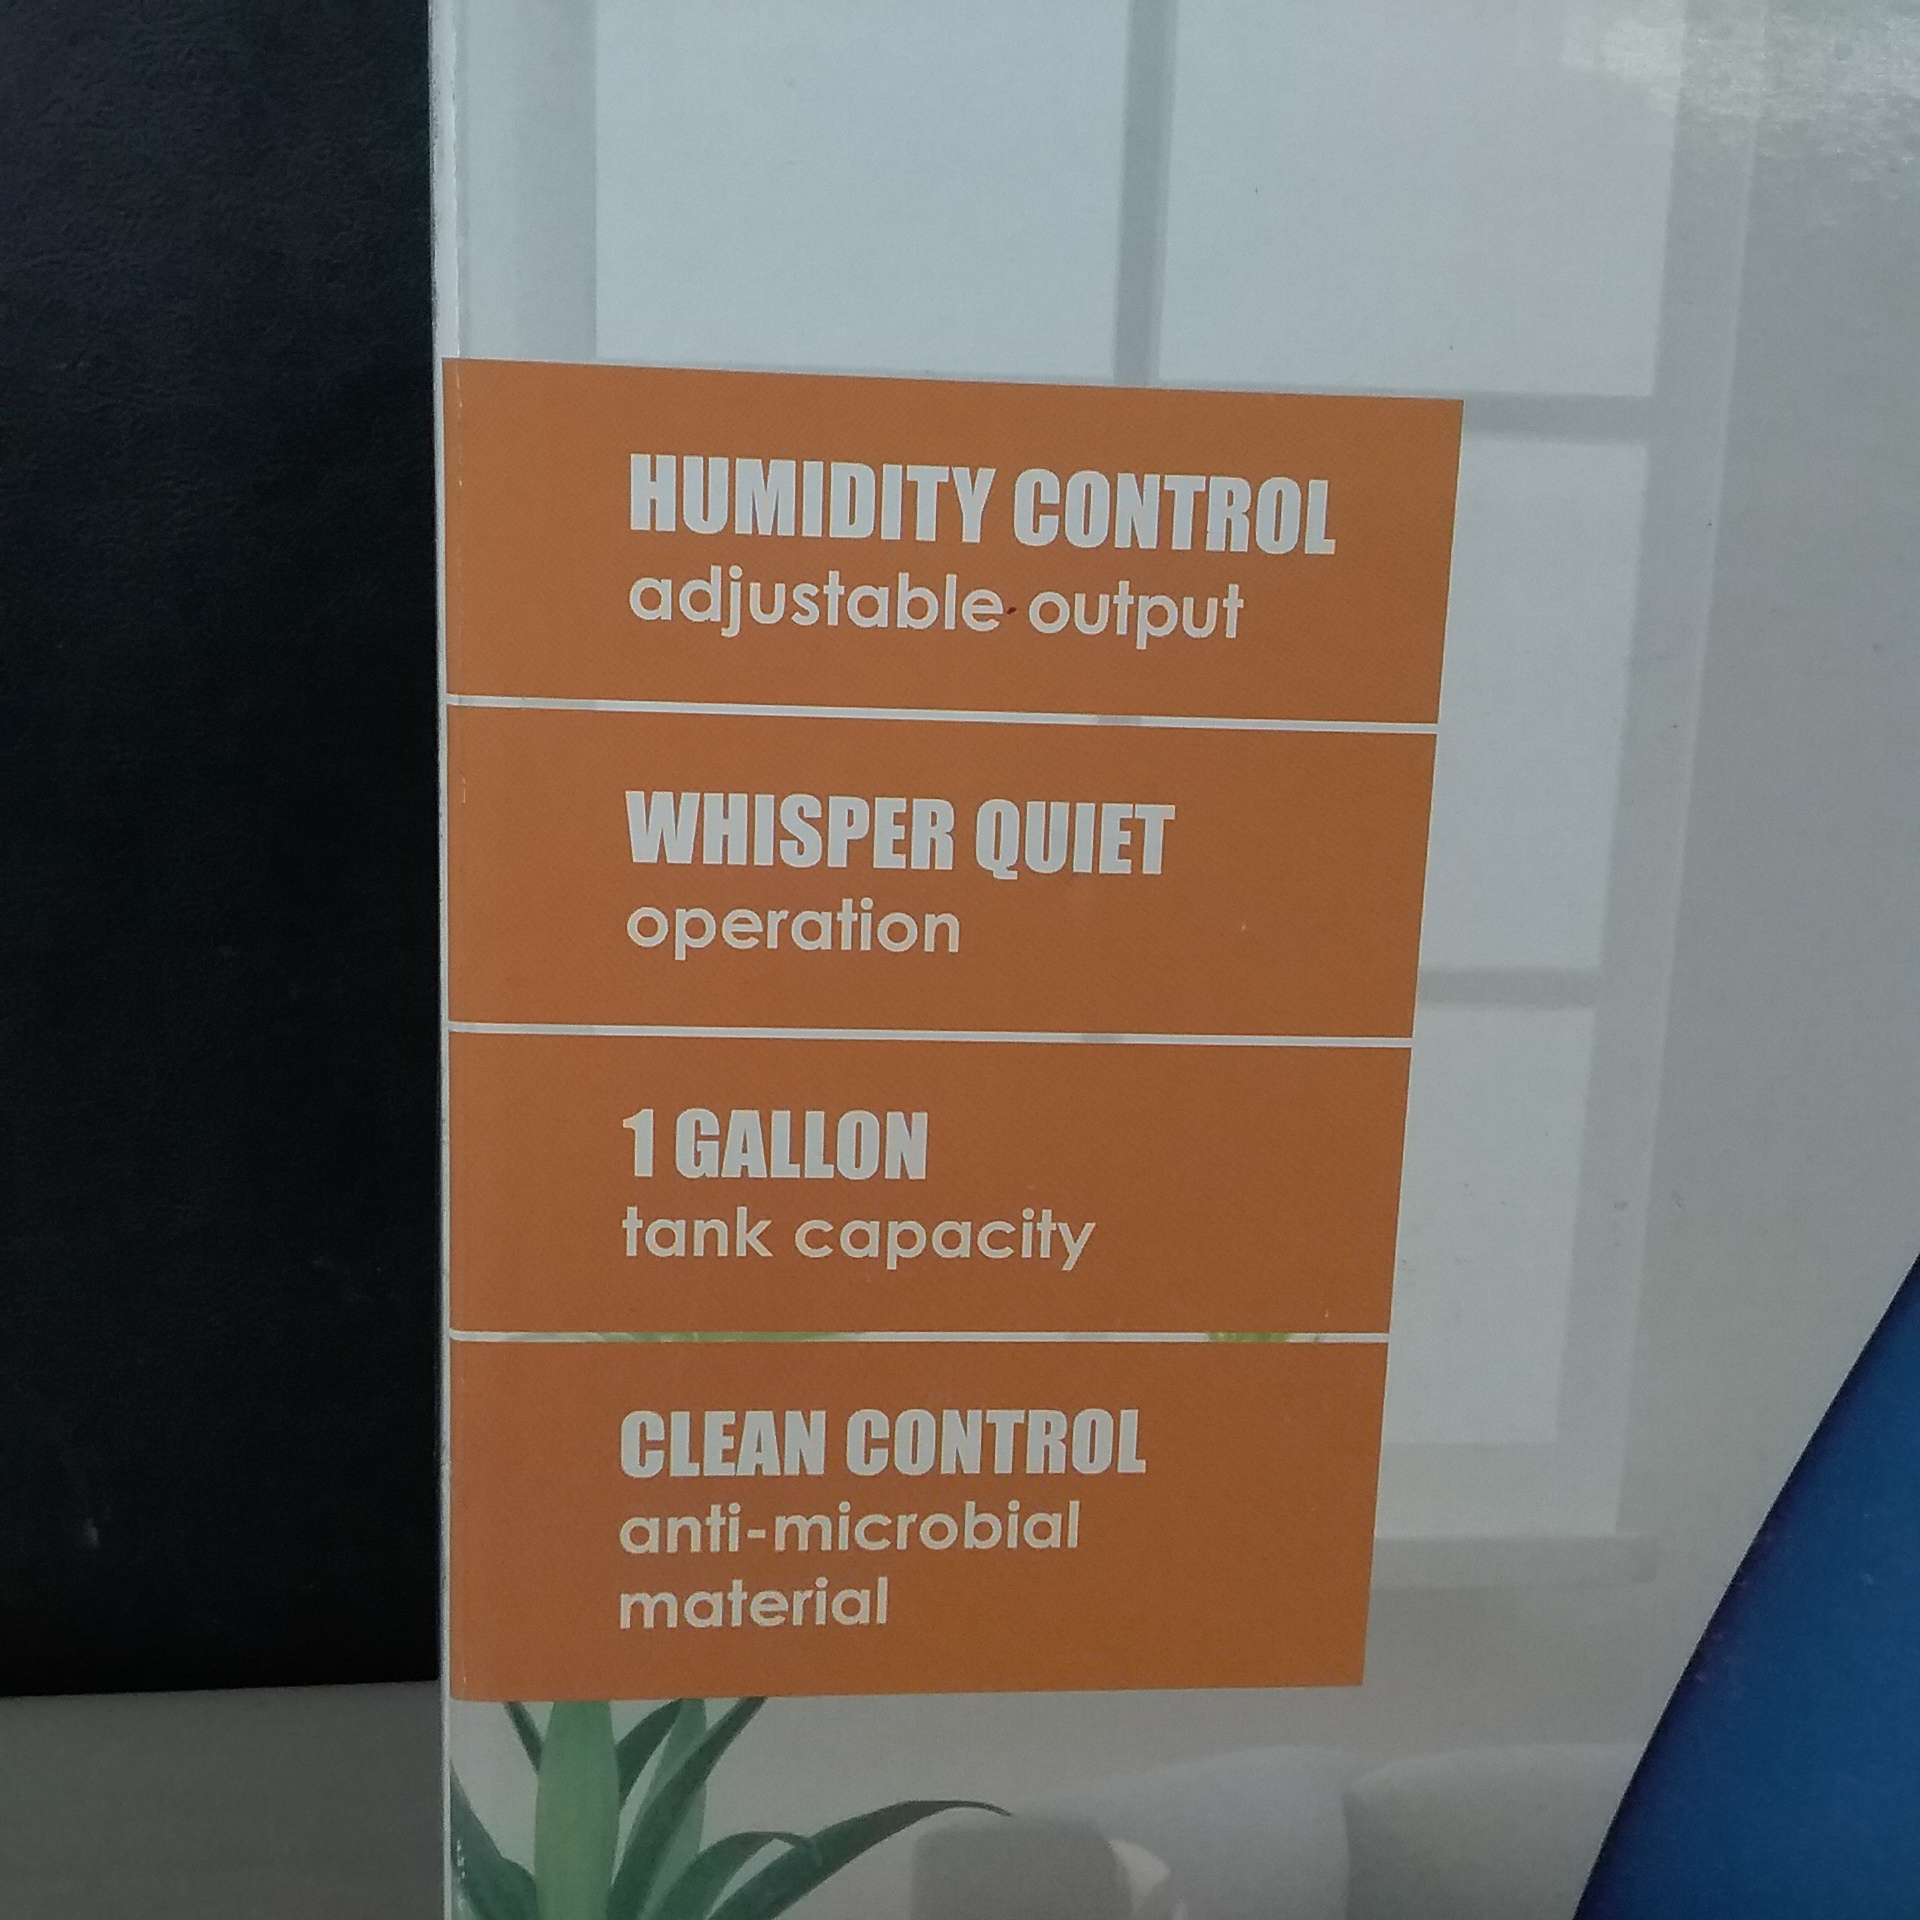 HUMIDITY CONTROL
adjustable output
WHISPER QUIET
operation
1 GALLON
tank capacity
CLEAN CONTROL
anti-microbial
material